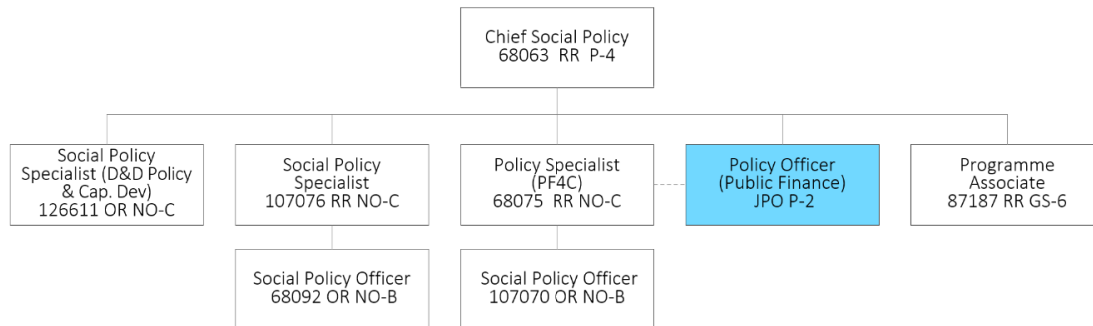 Chief Social Policy
68063 RR P-4
Social Policy
Specialist (D&D Policy
& Cap. Dev)
126611 OR NO-C
Social Policy
Specialist
107076 RR NO-C
Policy Specialist
(PF4C)
68075 RR NO-C
Policy Officer
(Public Finance)
JPO P-2
Programme
Associate
87187 RR GS-6
Social Policy Officer
68092 OR NO-B
Social Policy Officer
107070 OR NO-B